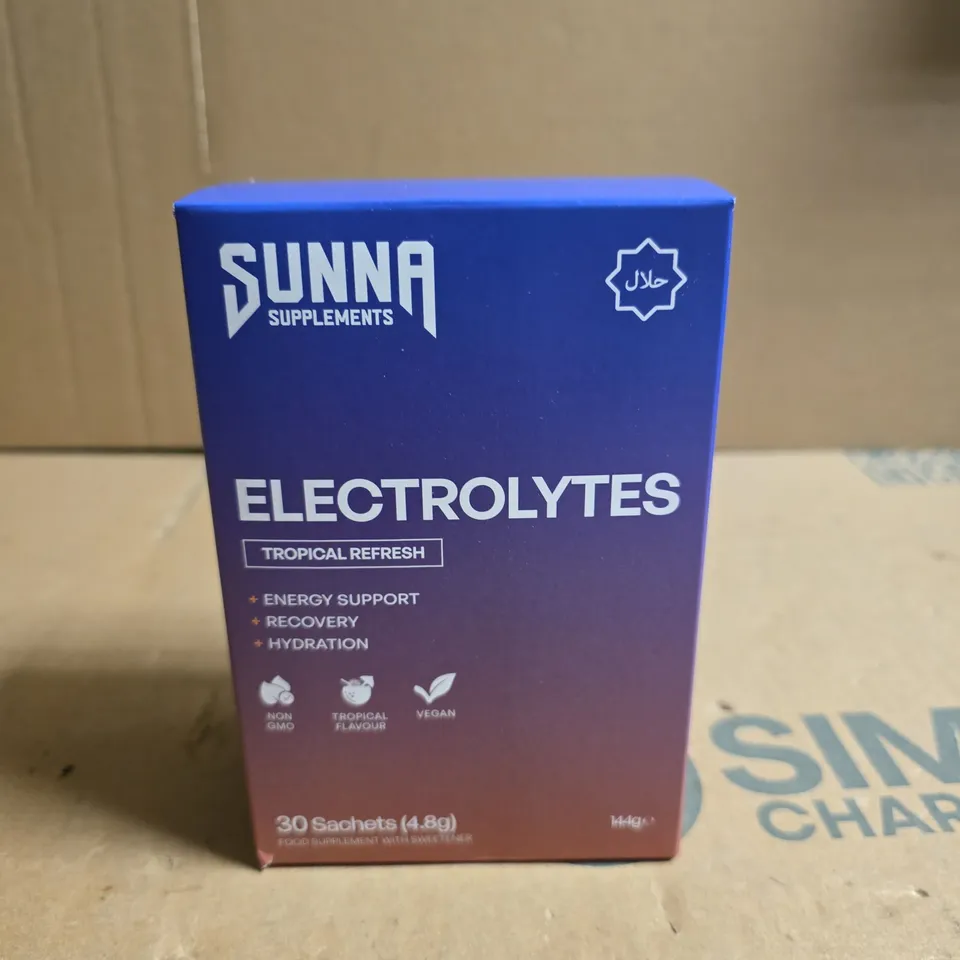 SUNNA
SUPPLEMENTS
حلال
ELECTROLYTES
TROPICAL REFRESH
+ ENERGY SUPPORT
+ RECOVERY
+ HYDRATION
NON
GMO
TROPICAL
FLAVOUR
VEGAN
30 Sachets (4.8g)
144g
FOOD SUPPLEMENT WITH SWEETENER
SIM
CHAR